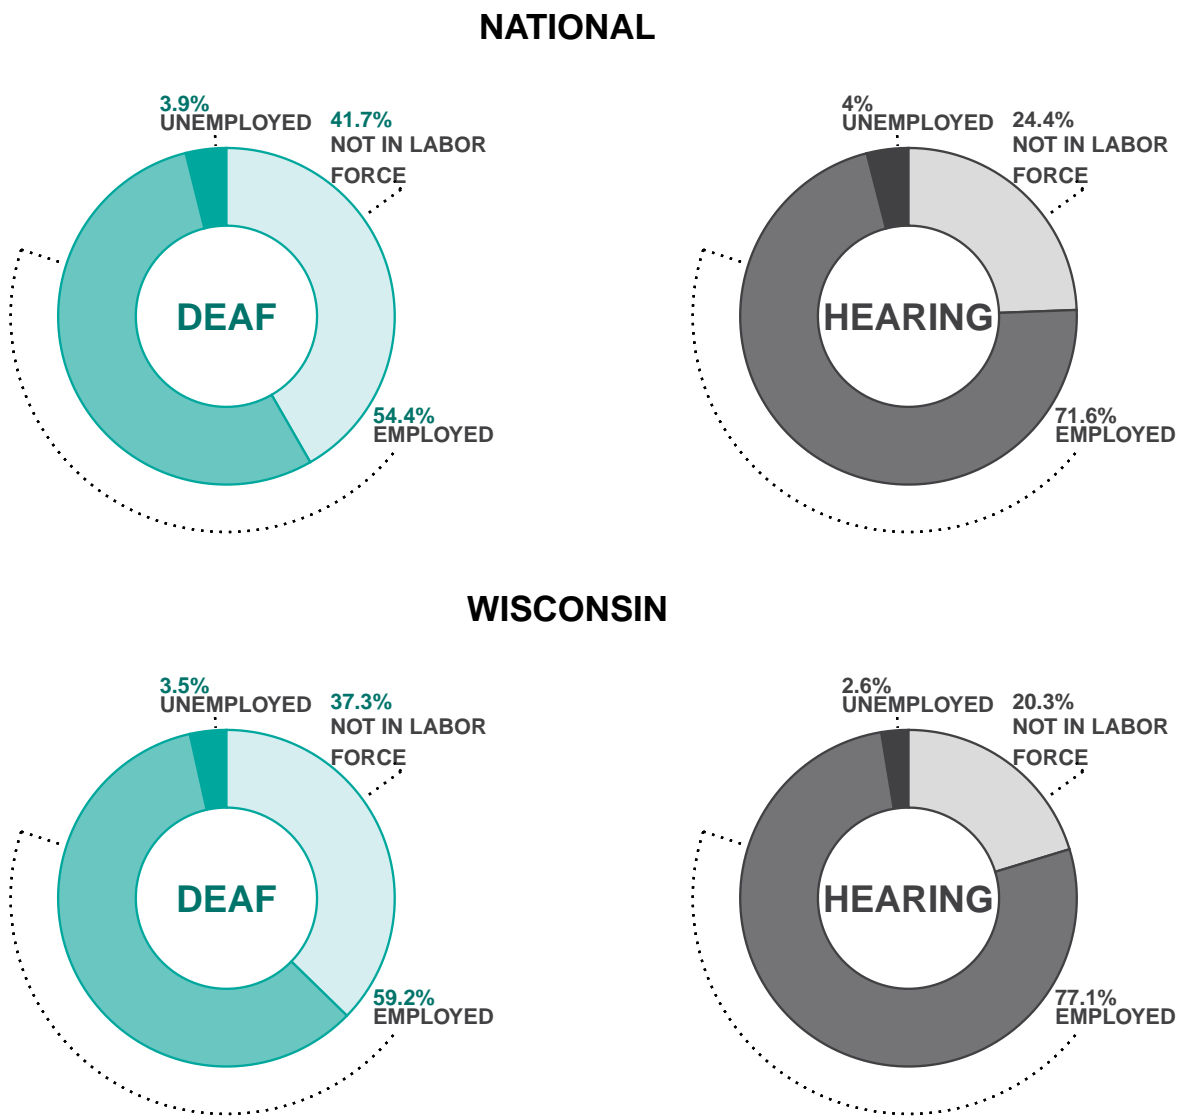 NATIONAL
3.9%
UNEMPLOYED
41.7%
NOT IN LABOR
FORCE
DEAF
54.4%
EMPLOYED
4%
UNEMPLOYED
24.4%
NOT IN LABOR
FORCE
HEARING
71.6%
EMPLOYED
WISCONSIN
3.5%
UNEMPLOYED
37.3%
NOT IN LABOR
FORCE
DEAF
59.2%
EMPLOYED
2.6%
UNEMPLOYED
20.3%
NOT IN LABOR
FORCE
HEARING
77.1%
EMPLOYED